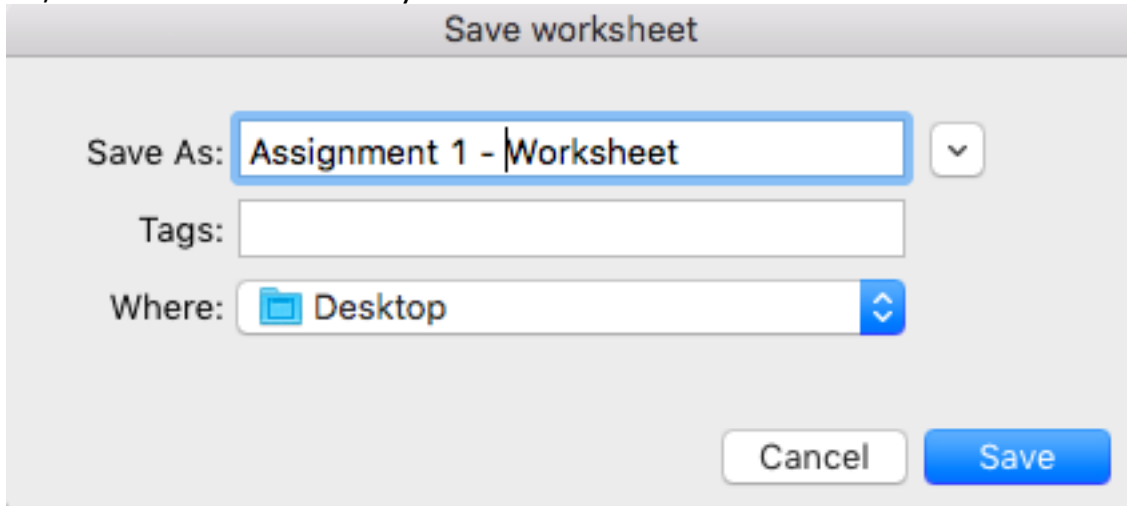 Save worksheet
Save As: Assignment 1 - Worksheet
Tags:
Where: Desktop
Cancel Save